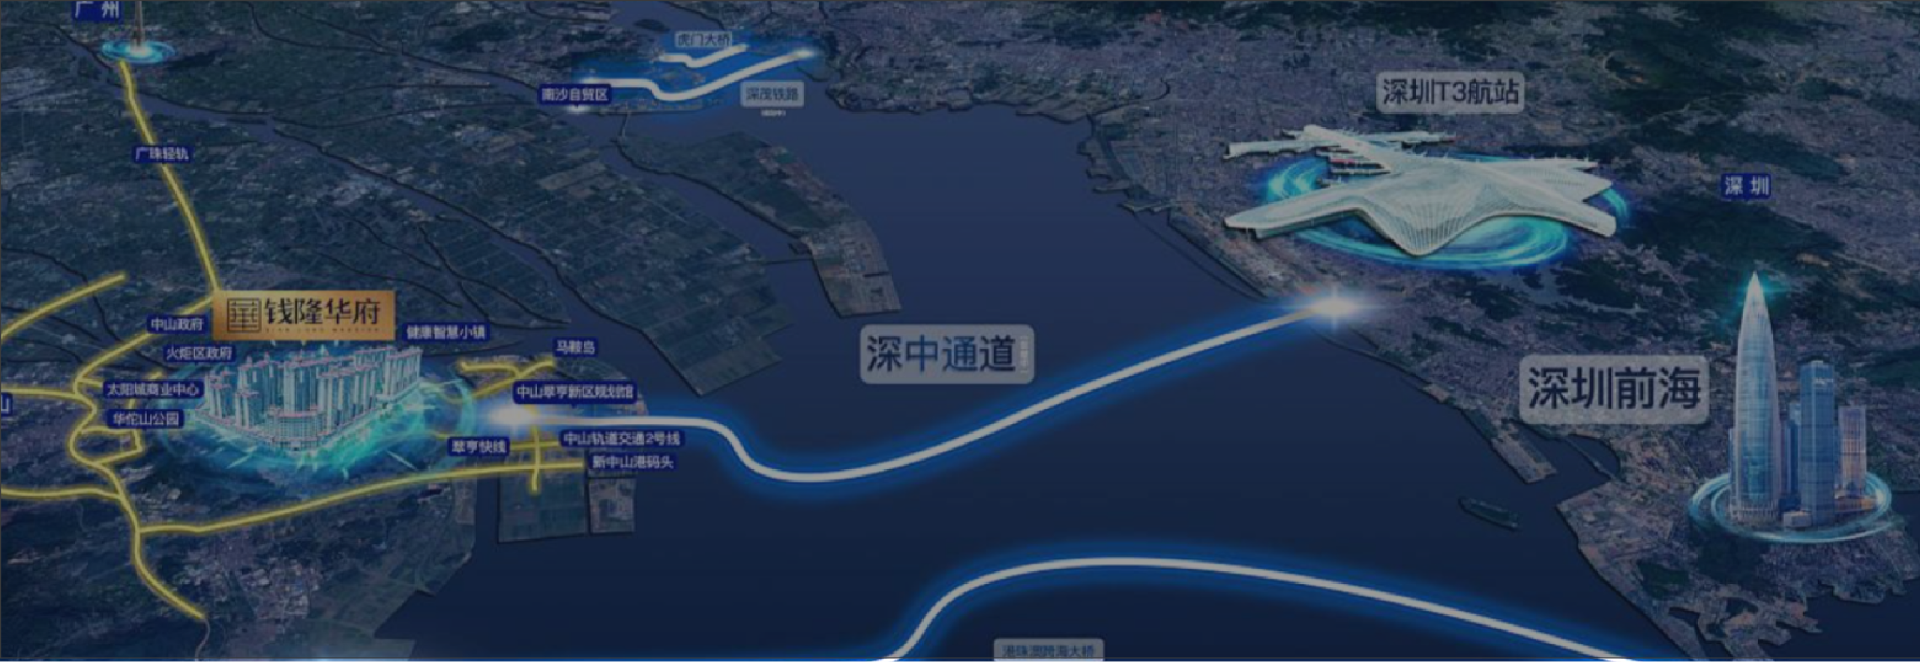 广州
虎门大桥
南沙自贸区
深茂铁路
深圳T3航站
广珠轻轨
深圳
钱隆华府
中山政府
健康智慧小镇
马鞍岛
火炬区政府
深中通道
太阳城商业中心
中山翠亨新区规划馆
深圳前海
山
华佗山公园
翠亨快线
中山轨道交通2号线
新中山港码头
港珠澳跨海大桥